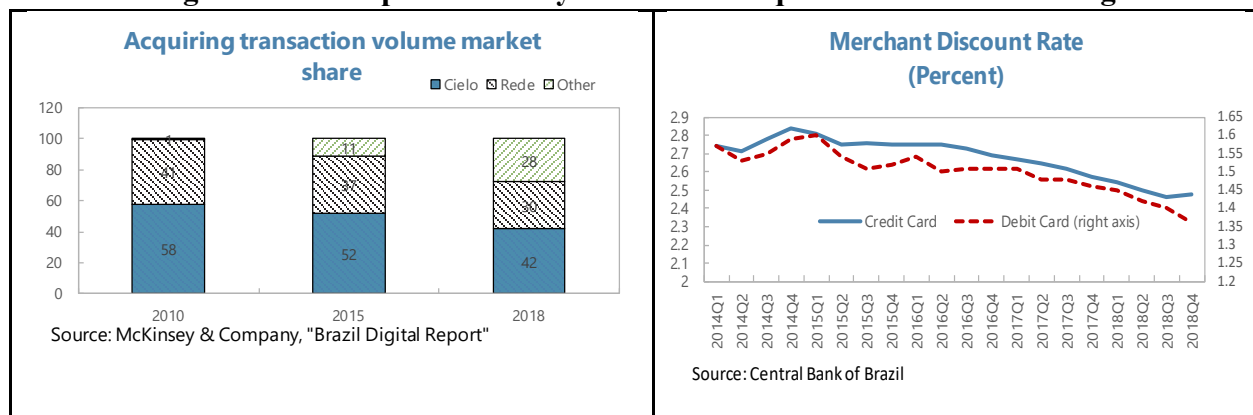 Acquiring transaction volume market
share
Cielo Rede Other
120
100
80
60
40
20
0
1
41
58
11
37
52
28
30
42
2010 2015 2018
Source: McKinsey & Company, "Brazil Digital Report"
Merchant Discount Rate
(Percent)
2.9
2.8
2.7
2.6
2.5
2.4
2.3
2.2
2.1
2
1.65
1.6
1.55
1.5
1.45
1.4
1.35
1.3
1.25
1.2
Credit Card Debit Card (right axis)
2014Q1
2014Q2
2014Q3
2014Q4
2015Q1
2015Q2
2015Q3
2015Q4
2016Q1
2016Q2
2016Q3
2016Q4
2017Q1
2017Q2
2017Q3
2017Q4
2018Q1
2018Q2
2018Q3
2018Q4
Source: Central Bank of Brazil